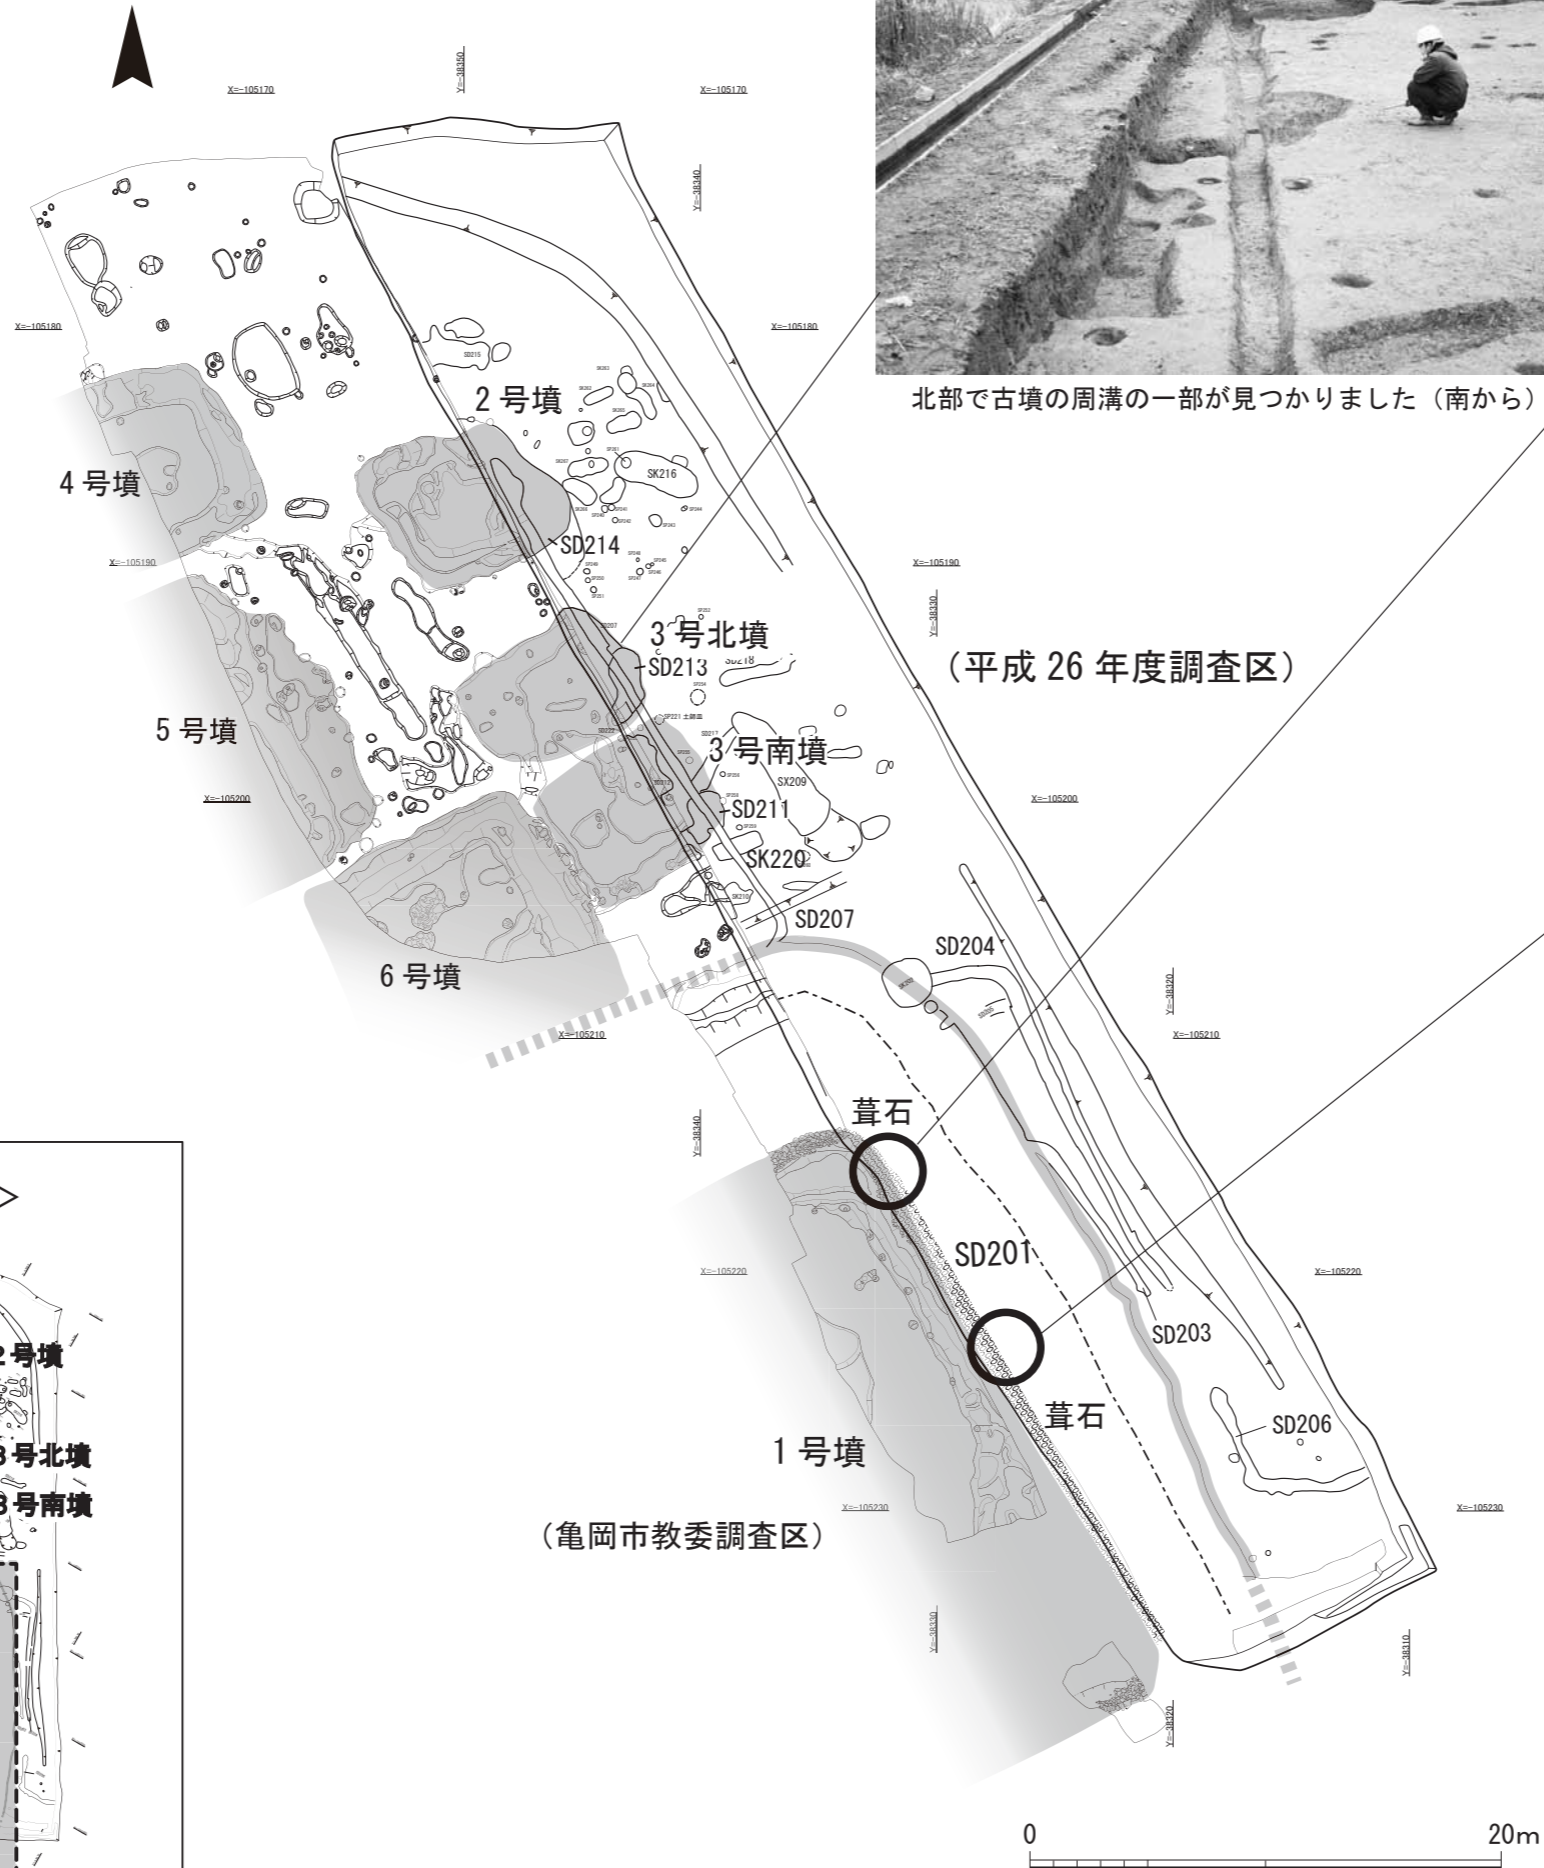 Y=-38350
X=-105170
X=-105170
Y=-38340
X=-105180
X=-105180
北部で古墳の周溝の一部が見つかりました（南から）
SD215
2号墳
4号墳
SK216
SD214
X=-105190
X=-105190
Y=-38330
3号北墳
SD213
SD218
（平成26年度調査区）
5号墳
3号南墳
SX209
X=-105200
X=-105200
SD211
SK220
SK210
SD207
SD204
6号墳
Y=-38320
X=-105210
X=-105210
葺石
Y=-38340
SD201
X=-105220
X=-105220
SD203
2号墳
葺石
SD206
1号墳
3号北墳
3号南墳
X=-105230
X=-105230
（亀岡市教委調査区）
Y=-38330
Y=-38310
Y=-38320
0
20m